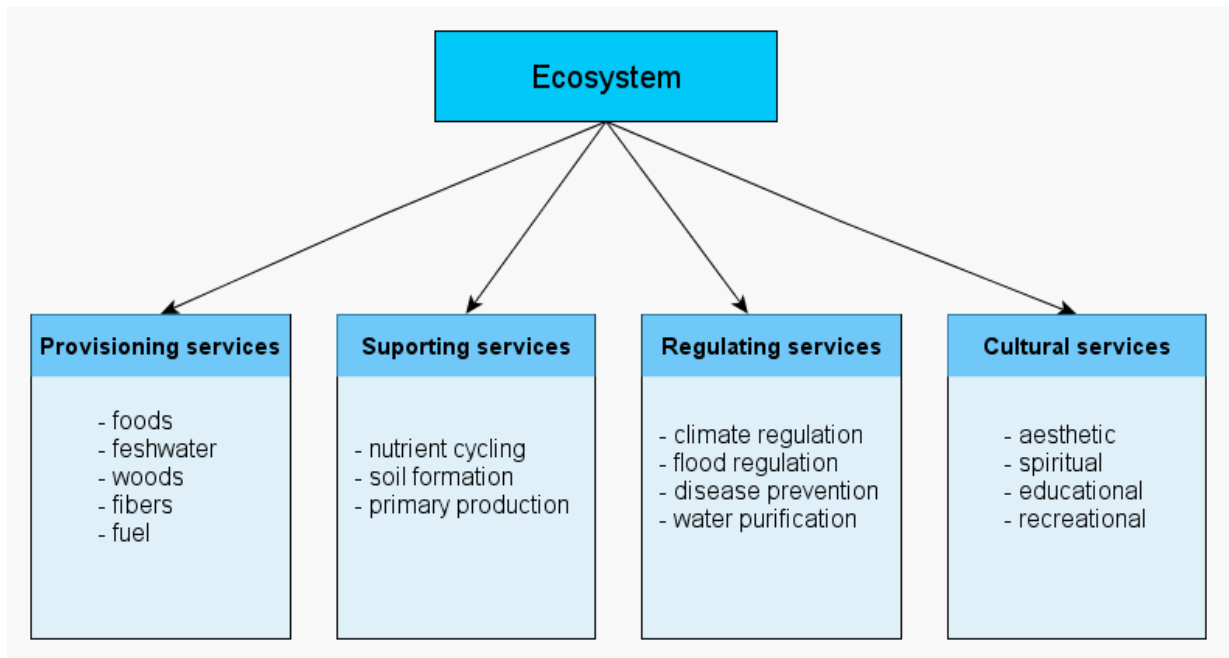 Ecosystem
Provisioning services
- foods
- feshwater
- woods
- fibers
- fuel
Suporting services
- nutrient cycling
- soil formation
- primary production
Regulating services
- climate regulation
- flood regulation
- disease prevention
- water purification
Cultural services
- aesthetic
- spiritual
- educational
- recreational